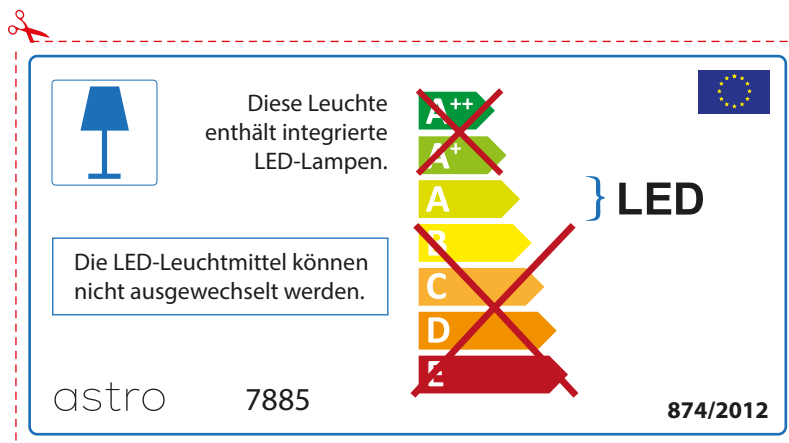 Diese Leuchte
enthält integrierte
LED-Lampen.
A++
A+
A
B
C
D
E
LED
Die LED-Leuchtmittel können
nicht ausgewechselt werden.
astro
7885
874/2012